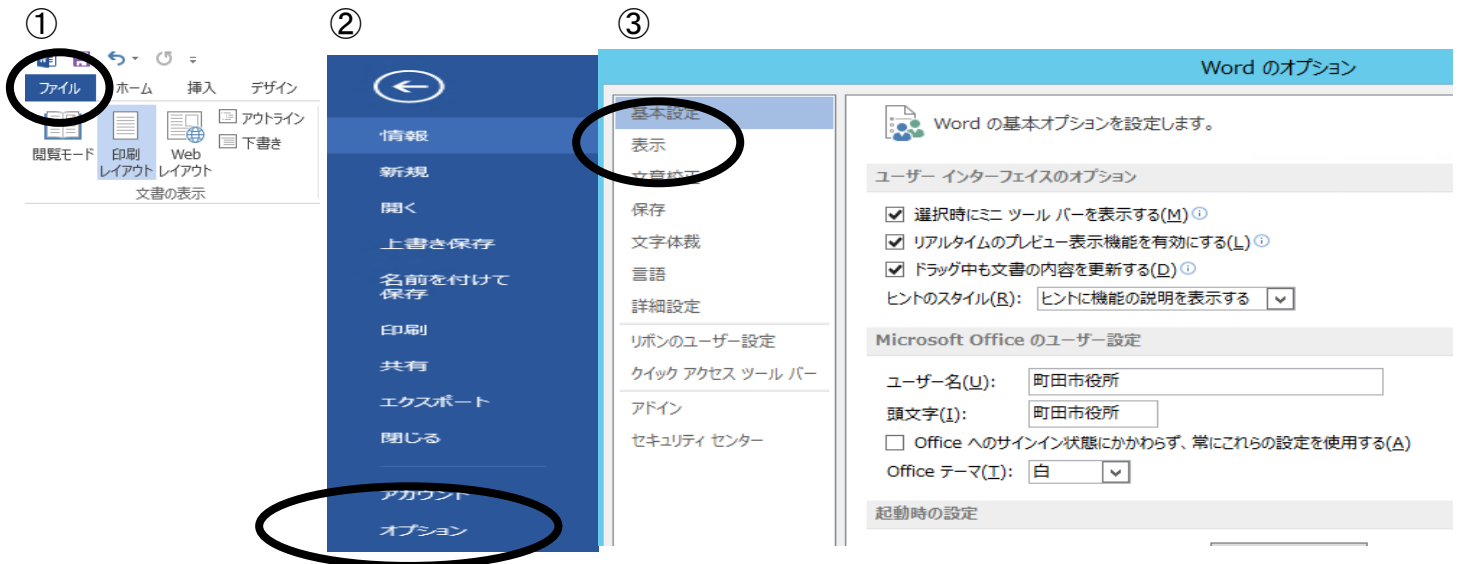 ①
ファイル ホーム 挿入 デザイン
閲覧モード
印刷
レイアウト
Web
レイアウト
アウトライン
下書き
文書の表示
②
情報
新規
開く
上書き保存
名前を付けて
保存
印刷
共有
エクスポート
閉じる
アカウント
オプション
③
Word のオプション
基本設定
表示
文章校正
保存
文字体裁
言語
詳細設定
リボンのユーザー設定
クイック アクセス ツール バー
アドイン
セキュリティ センター
Word の基本オプションを設定します。
ユーザー インターフェイスのオプション
選択時にミニ ツール バーを表示する(M)
リアルタイムのプレビュー表示機能を有効にする(L)
ドラッグ中も文書の内容を更新する(D)
ヒントのスタイル(R): ヒントに機能の説明を表示する
Microsoft Office のユーザー設定
ユーザー名(U): 町田市役所
頭文字(I): 町田市役所
Office へのサインイン状態にかかわらず、常にこれらの設定を使用する(A)
Office テーマ(T): 白
起動時の設定